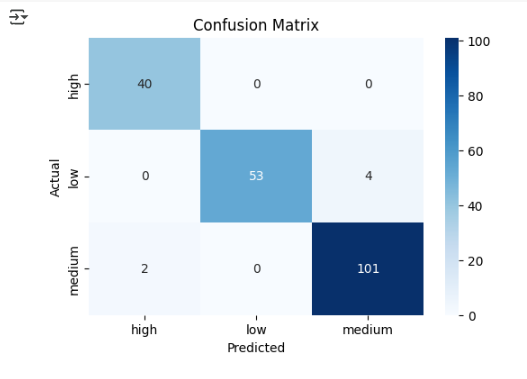 Confusion Matrix
high
40
0
0
low
0
53
4
medium
2
0
101
Actual
high
low
medium
Predicted
100
80
60
40
20
0